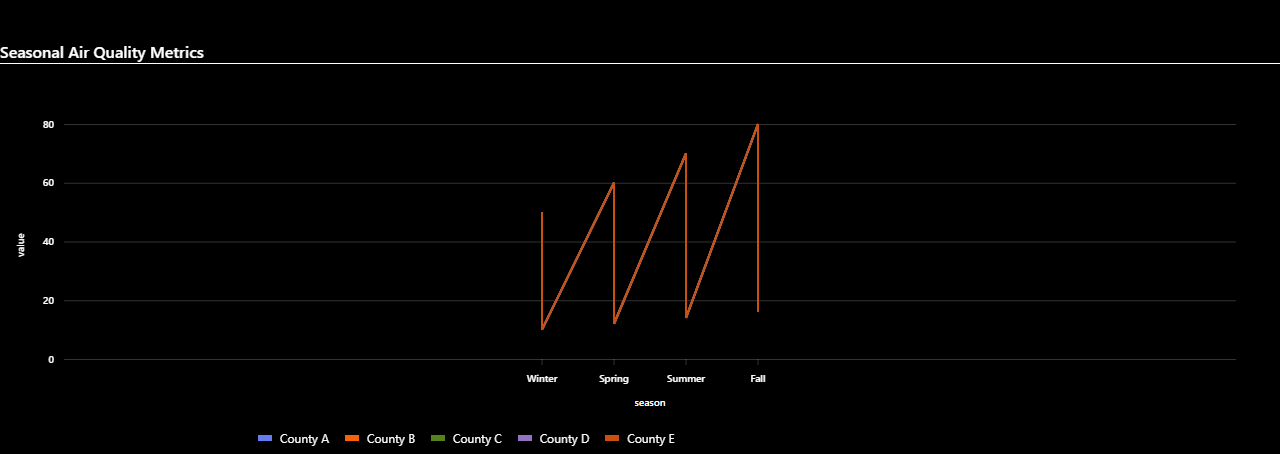 Seasonal Air Quality Metrics
80
60
40
20
0
value
Winter Spring Summer Fall
season
County A County B County C County D County E